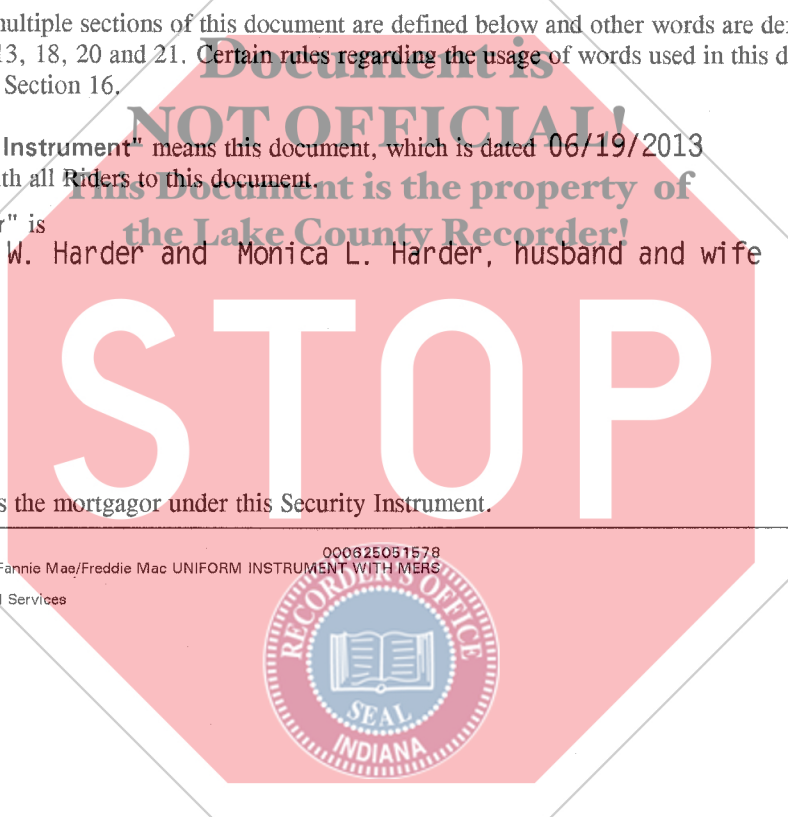 multiple sections of this document are defined below and other words are
13, 18, 20 and 21. Certain rules regarding the usage of words used in this
Section 16.
Document is
NOT OFFICIAL!
This Document is the property of
the Lake County Recorder!
Instrument" means this document, which is dated 06/19/2013
all Riders to this document.
" is
W. Harder and Monica L. Harder, husband and wife
STOP
the mortgagor under this Security Instrument.
000625051578
Fannie Mae/Freddie Mac UNIFORM INSTRUMENT WITH MERS
Services
RECORDER'S OFFICE
SEAL
INDIANA